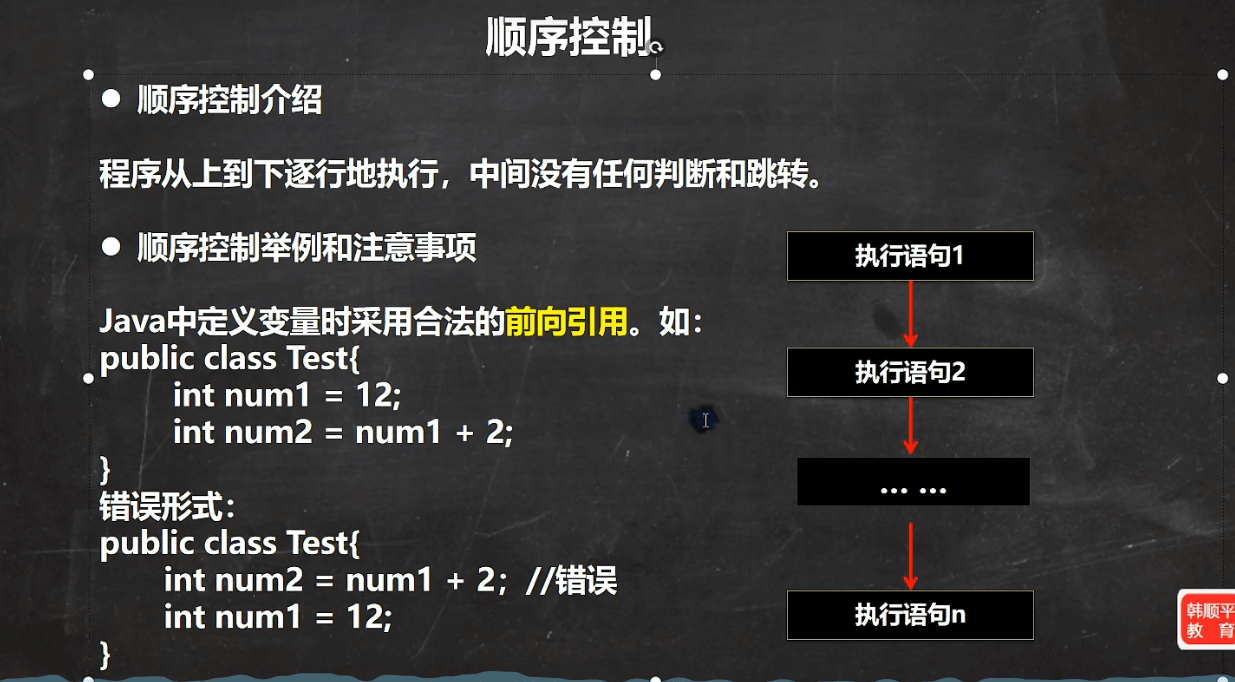 顺序控制
● 顺序控制介绍
程序从上到下逐行地执行，中间没有任何判断和跳转。
● 顺序控制举例和注意事项
Java中定义变量时采用合法的前向引用。如：
public class Test{
int num1 = 12;
int num2 = num1 + 2;
}
错误形式：
public class Test{
int num2 = num1 + 2；//错误
int num1 = 12;
}
执行语句1
执行语句2
... ...
执行语句n
韩顺平
教 育